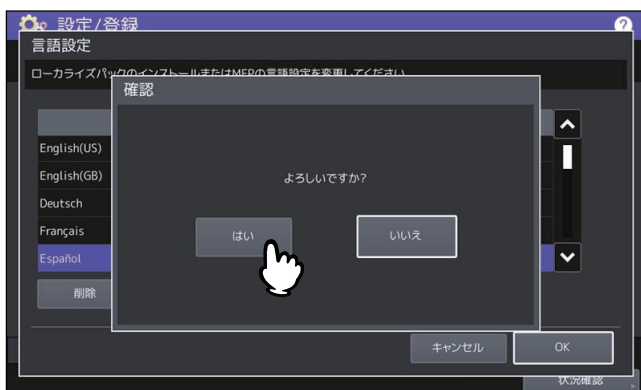 設定/登録
?
言語設定
ローカライズパックのインストールまたはMFPの言語設定を変更してください
確認
English(US)
English(GB)
よろしいですか?
Deutsch
Français
はい
いいえ
Español
削除
キャンセル
OK
状況確認